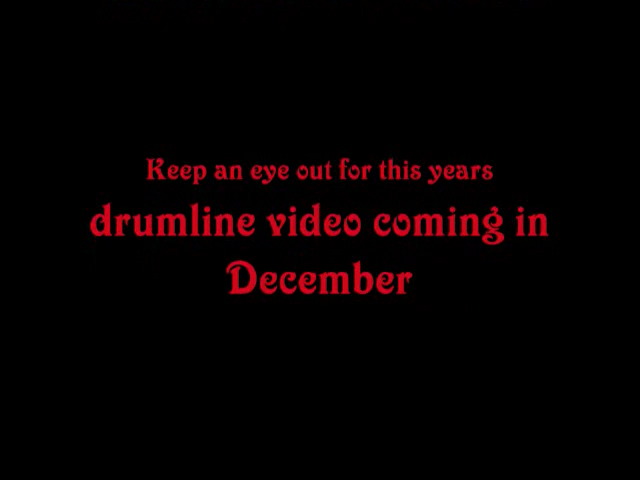 Keep an eye out for this years
drumline video coming in
December